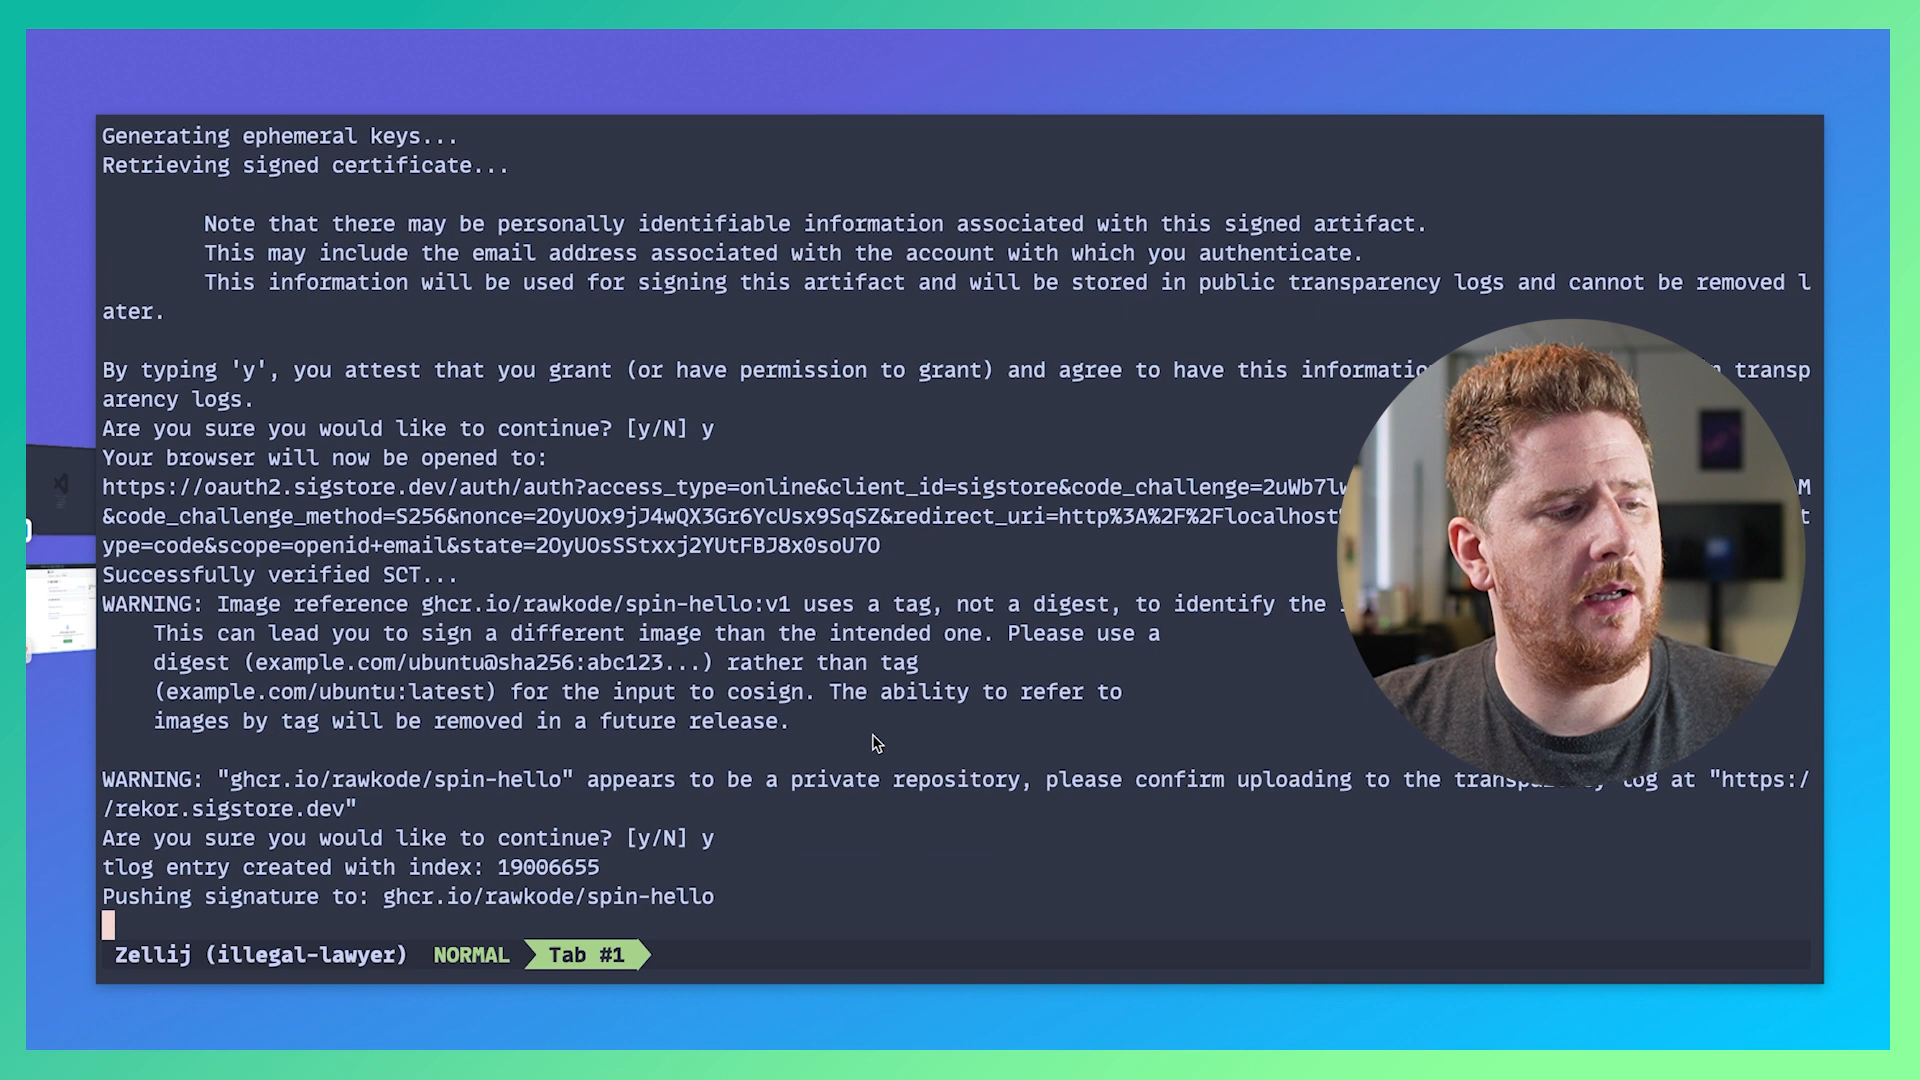 Generating ephemeral keys...
Retrieving signed certificate...
Note that there may be personally identifiable information associated with this signed artifact.
This may include the email address associated with the account with which you authenticate.
This information will be used for signing this artifact and will be stored in public transparency logs and cannot be removed l
ater.
By typing 'y', you attest that you grant (or have permission to grant) and agree to have this transp
arency logs.
Are you sure you would like to continue? [y/N] y
Your browser will now be opened to:
https://oauth2.sigstore.dev/auth/auth?access_type=online&client_id=sigstore&code_challenge=2uWb7l M
&code_challenge_method=S256&nonce=2OyUOx9jJ4wQX3Gr6YcUsx9SqSZ&redirect_uri=http%3A%2F%2Flocalhost t
ype=code&scope=openid+email&state=2OyUOsSStxxj2YUtFBJ8x0soU7O
Successfully verified SCT...
WARNING: Image reference ghcr.io/rawkode/spin-hello:v1 uses a tag, not a digest, to identify the
This can lead you to sign a different image than the intended one. Please use a
digest (example.com/ubuntu@sha256:abc123...) rather than tag
(example.com/ubuntu:latest) for the input to cosign. The ability to refer to
images by tag will be removed in a future release.
WARNING: "ghcr.io/rawkode/spin-hello" appears to be a private repository, please confirm uploading to the transparency log at "https:/
/rekor.sigstore.dev"
Are you sure you would like to continue? [y/N] y
tlog entry created with index: 19006655
Pushing signature to: ghcr.io/rawkode/spin-hello
Zellij (illegal-lawyer) NORMAL Tab #1